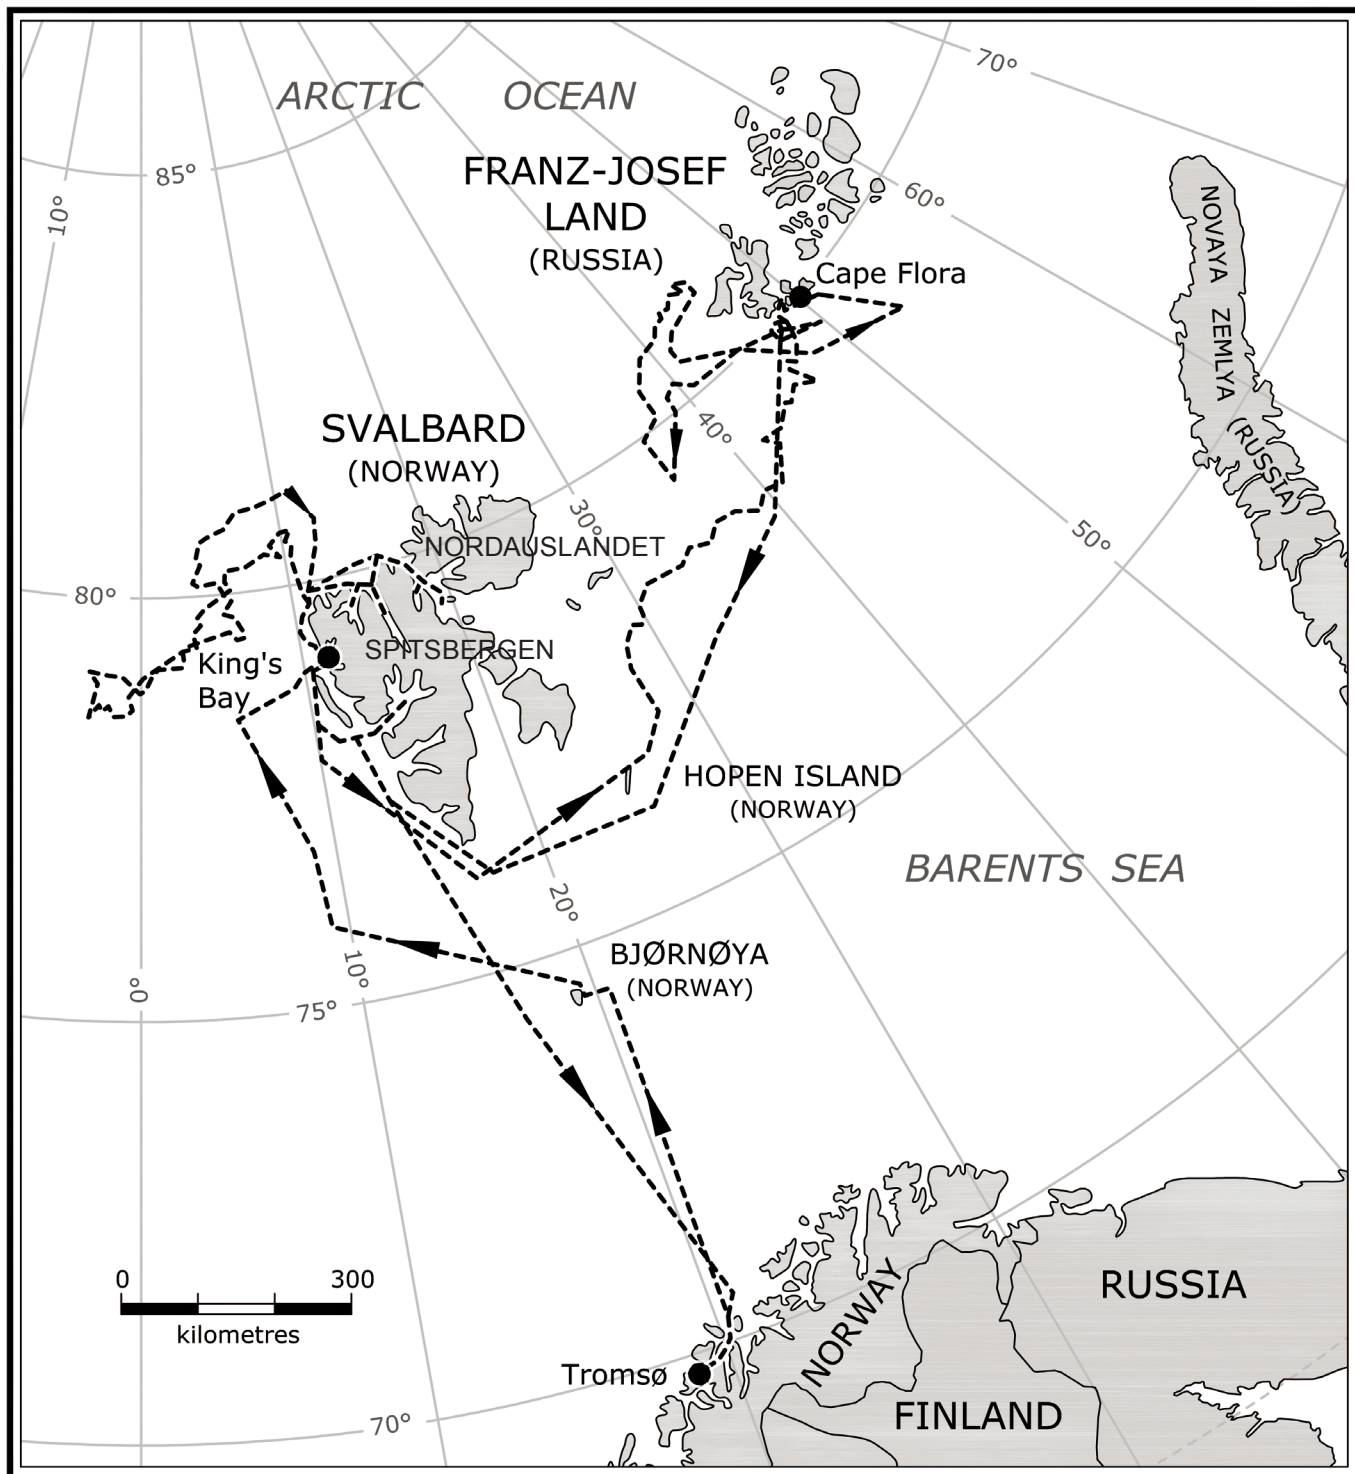 70°
ARCTIC OCEAN
85°
FRANZ-JOSEF
LAND
(RUSSIA)
10°
60°
NOVAYA ZEMLYA
(RUSSIA)
Cape Flora
40°
SVALBARD
(NORWAY)
30°
50°
NORDAUSLANDET
80°
SPITSBERGEN
King's
Bay
HOPEN ISLAND
(NORWAY)
BARENTS SEA
20°
BJØRNØYA
(NORWAY)
10°
0°
75°
0 300
kilometres
NORWAY
RUSSIA
Tromsø
FINLAND
70°